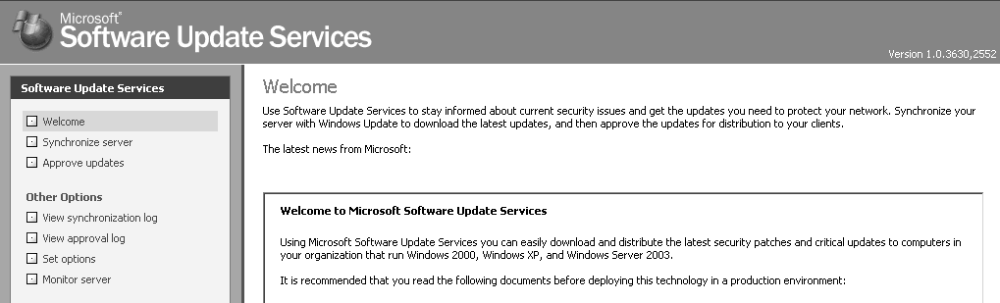 Microsoft®
Software Update Services
Version 1.0.3630,2552
Software Update Services
Welcome
Synchronize server
Approve updates
Other Options
View synchronization log
View approval log
Set options
Monitor server
Welcome
Use Software Update Services to stay informed about current security issues and get the updates you need to protect your network. Synchronize your
server with Windows Update to download the latest updates, and then approve the updates for distribution to your clients.
The latest news from Microsoft:
Welcome to Microsoft Software Update Services
Using Microsoft Software Update Services you can easily download and distribute the latest security patches and critical updates to computers in
your organization that run Windows 2000, Windows XP, and Windows Server 2003.
It is recommended that you read the following documents before deploying this technology in a production environment: